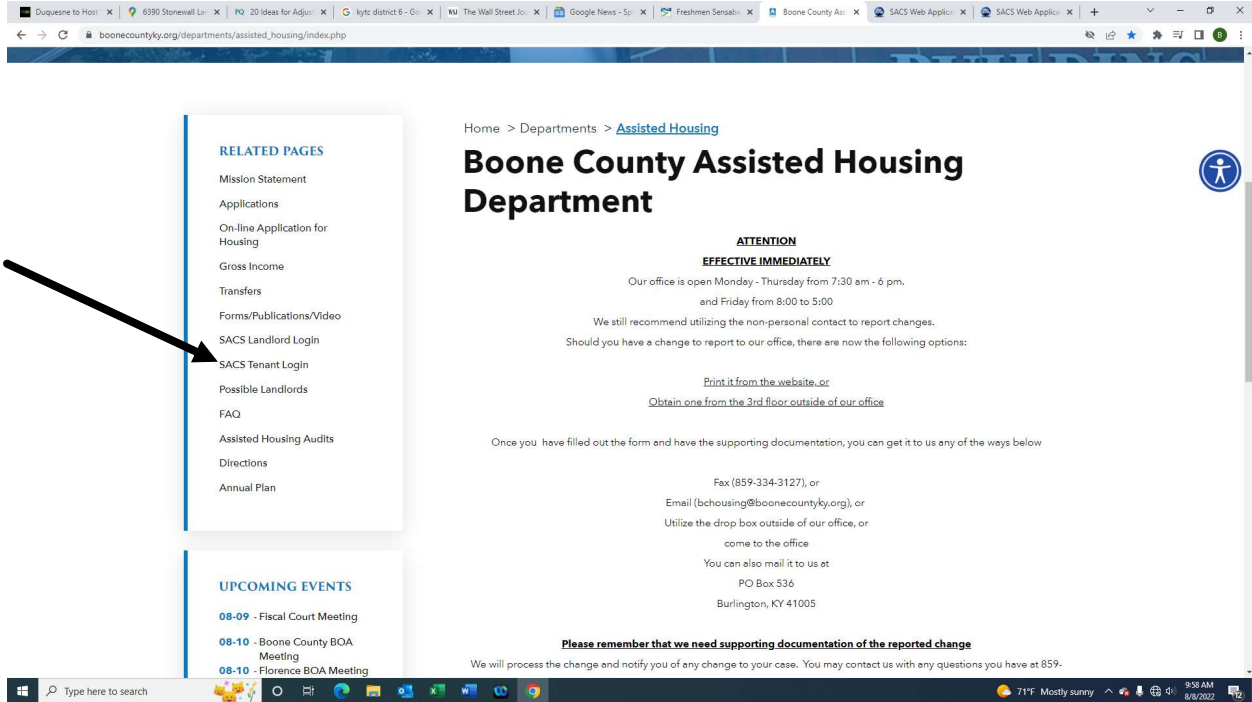 Duquesne to Host
6390 Stonewall Lan
PQ 20 Ideas for Adjust
G kytc district 6 - Go
WSJ The Wall Street Jou
Google News - Sp
Freshmen Sensab
Boone County Ass
SACS Web Applica
SACS Web Applica
boonecountyky.org/departments/assisted_housing/index.php
B
RELATED PAGES
Mission Statement
Applications
On-line Application for
Housing
Gross Income
Transfers
Forms/Publications/Video
SACS Landlord Login
SACS Tenant Login
Possible Landlords
FAQ
Assisted Housing Audits
Directions
Annual Plan
UPCOMING EVENTS
08-09 - Fiscal Court Meeting
08-10 - Boone County BOA
Meeting
08-10 - Florence BOA Meeting
Home > Departments > Assisted Housing
Boone County Assisted Housing
Department
ATTENTION
EFFECTIVE IMMEDIATELY
Our office is open Monday - Thursday from 7:30 am - 6 pm.
and Friday from 8:00 to 5:00
We still recommend utilizing the non-personal contact to report changes.
Should you have a change to report to our office, there are now the following options:
Print it from the website, or
Obtain one from the 3rd floor outside of our office
Once you have filled out the form and have the supporting documentation, you can get it to us any of the ways below
Fax (859-334-3127), or
Email (bchousing@boonecountyky.org), or
Utilize the drop box outside of our office, or
come to the office
You can also mail it to us at
PO Box 536
Burlington, KY 41005
Please remember that we need supporting documentation of the reported change
We will process the change and notify you of any change to your case. You may contact us with any questions you have at 859-
Type here to search
71°F Mostly sunny
9:58 AM
8/8/2022